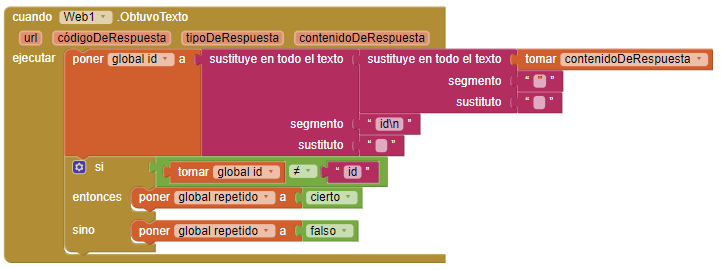 cuando Web1 .ObtuvoTexto
url códigoDeRespuesta tipoDeRespuesta contenidoDeRespuesta
ejecutar poner global id a sustituye en todo el texto sustituye en todo el texto tomar contenidoDeRespuesta
segmento “ " ”
sustituto “ ”
segmento “ id\n ”
sustituto “ ”
si tomar global id ≠ “ id ”
entonces poner global repetido a cierto
sino poner global repetido a falso